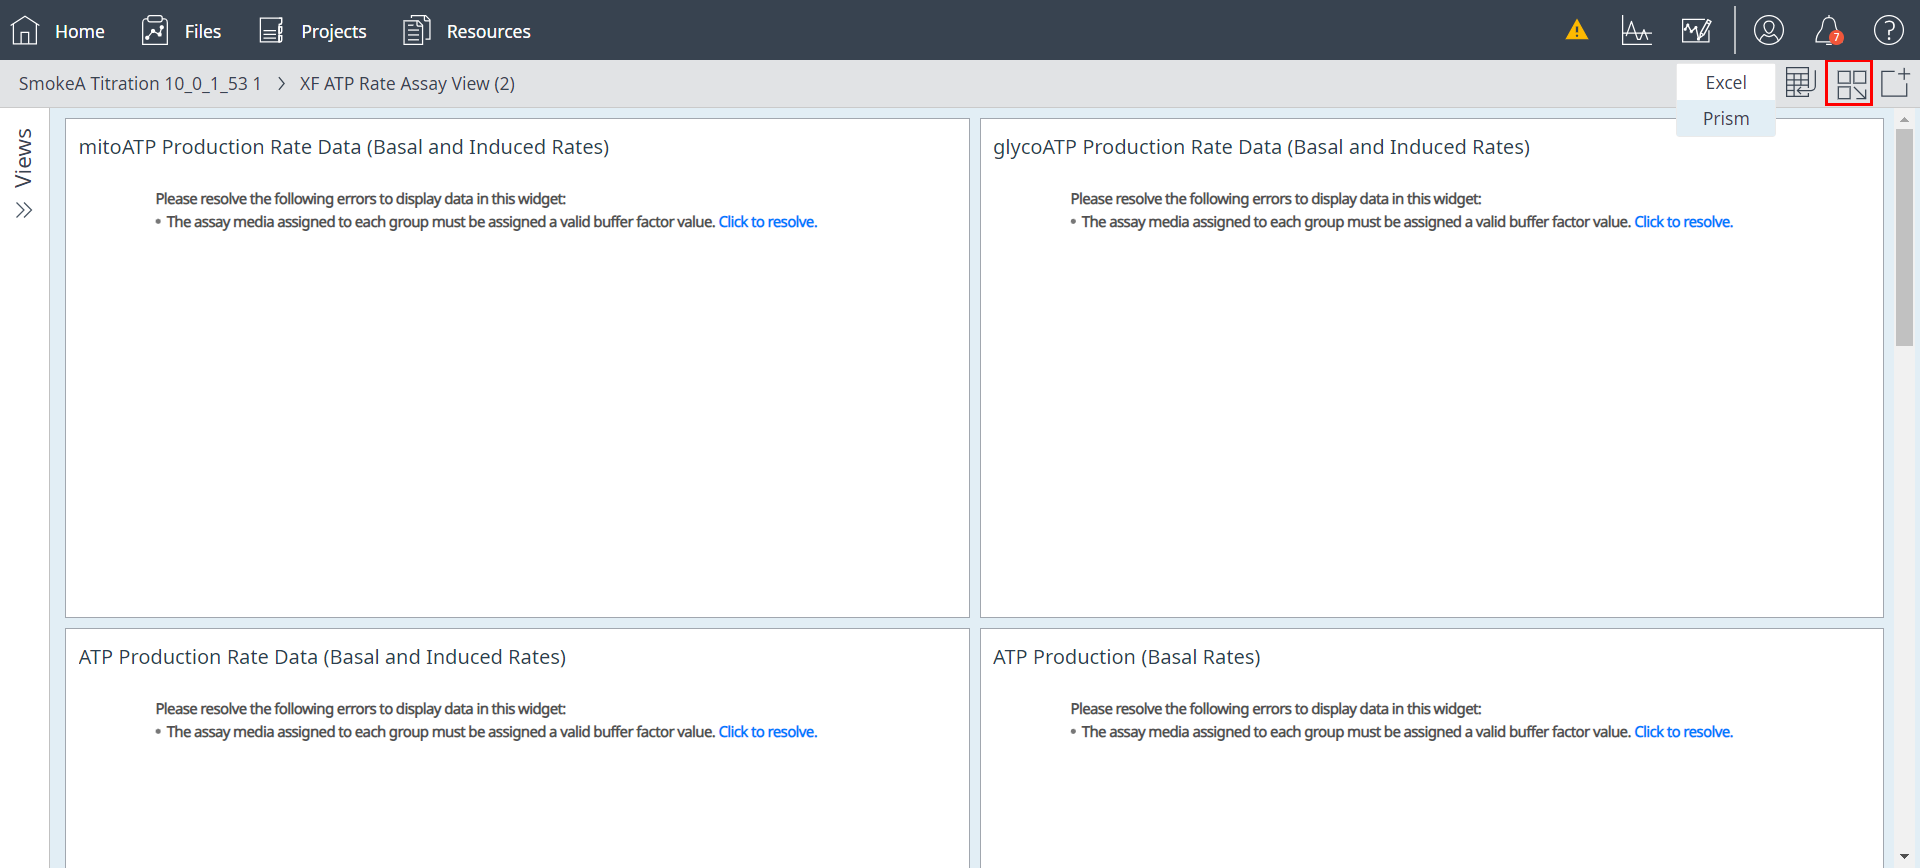 Home Files Projects Resources 7 ?
SmokeA Titration 10_0_1_53 1 > XF ATP Rate Assay View (2)
Excel
Prism
Views
mitoATP Production Rate Data (Basal and Induced Rates)
Please resolve the following errors to display data in this widget:
• The assay media assigned to each group must be assigned a valid buffer factor value. Click to resolve.
glycoATP Production Rate Data (Basal and Induced Rates)
Please resolve the following errors to display data in this widget:
• The assay media assigned to each group must be assigned a valid buffer factor value. Click to resolve.
ATP Production Rate Data (Basal and Induced Rates)
Please resolve the following errors to display data in this widget:
• The assay media assigned to each group must be assigned a valid buffer factor value. Click to resolve.
ATP Production (Basal Rates)
Please resolve the following errors to display data in this widget:
• The assay media assigned to each group must be assigned a valid buffer factor value. Click to resolve.